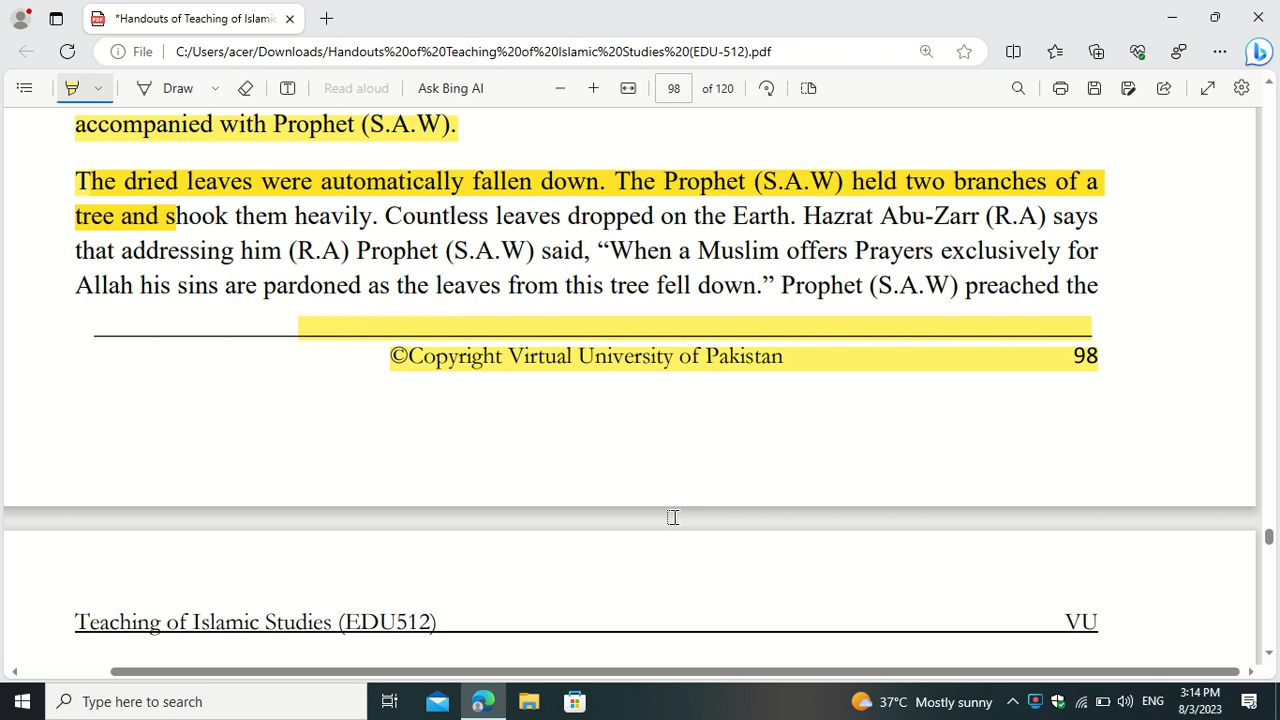 *Handouts of Teaching of Islamic
File
C:/Users/acer/Downloads/Handouts%20of%20Teaching%20of%20Islamic%20Studies%20(EDU-512).pdf
Draw
Read aloud
Ask Bing AI
98 of 120
accompanied with Prophet (S.A.W).
The dried leaves were automatically fallen down. The Prophet (S.A.W) held two branches of a
tree and shook them heavily. Countless leaves dropped on the Earth. Hazrat Abu-Zarr (R.A) says
that addressing him (R.A) Prophet (S.A.W) said, “When a Muslim offers Prayers exclusively for
Allah his sins are pardoned as the leaves from this tree fell down.” Prophet (S.A.W) preached the
©Copyright Virtual University of Pakistan 98
Teaching of Islamic Studies (EDU512) VU
Type here to search
37°C Mostly sunny
ENG
3:14 PM
8/3/2023